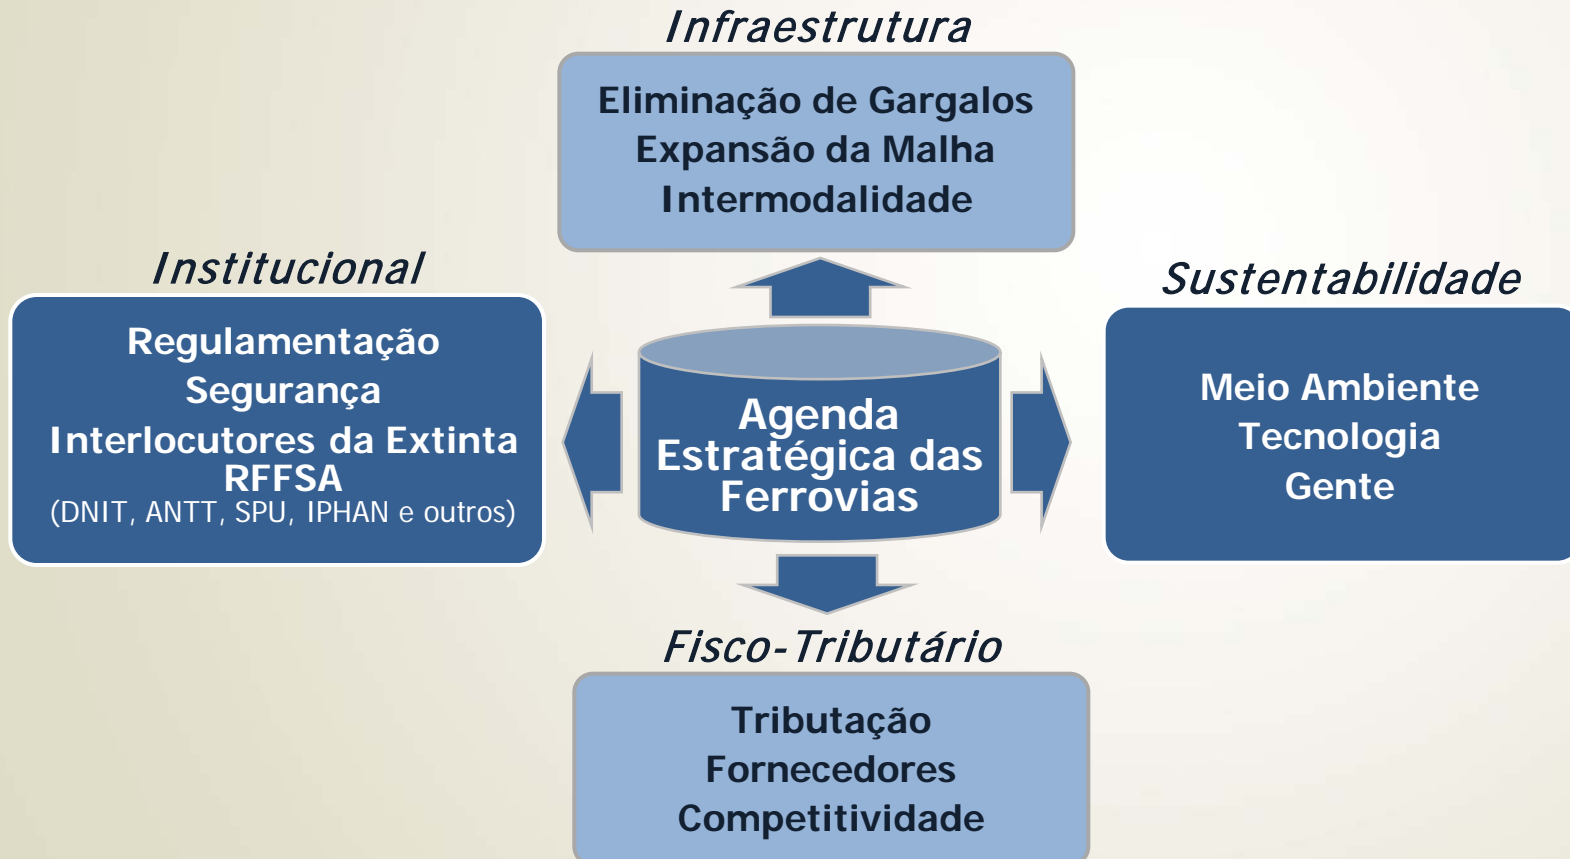 Infraestrutura
Eliminação de Gargalos
Expansão da Malha
Intermodalidade
Institucional
Regulamentação
Segurança
Interlocutores da Extinta
RFFSA
(DNIT, ANTT, SPU, IPHAN e outros)
Agenda
Estratégica das
Ferrovias
Sustentabilidade
Meio Ambiente
Tecnologia
Gente
Fisco-Tributário
Tributação
Fornecedores
Competitividade